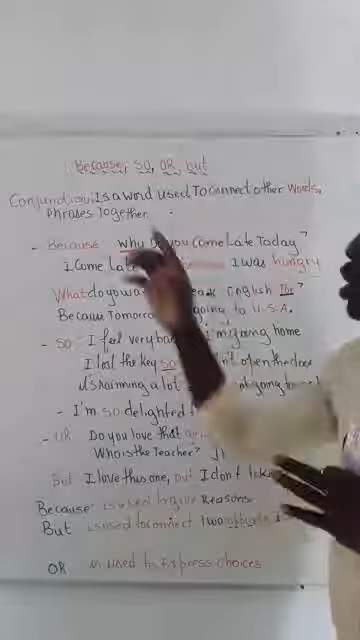 Because, so, OR, but
Conjunction: Is a word used To connect other words,
Phrases Together.
- Because Why Do you Come Late Today?
I Come Late I was hungry
What do you English for?
Because Tomorrow going to U.S.A.
- So I feel very I'm going home
I lost the key so open the door
It's raining a lot going
- I'm so delighted
- OR Do you love that
Who is the Teacher?
But I love this one, but I don't like
Because is used to give Reasons
But is used to connect Two opposite
OR is used to Express choices